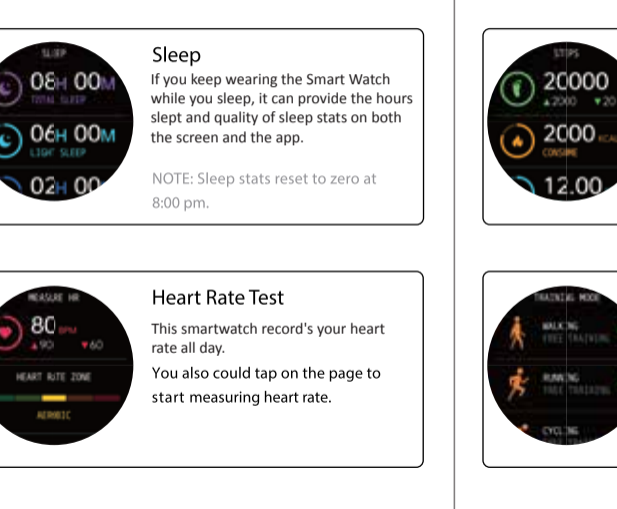 SLEEP
08H 00M
TOTAL SLEEP
06H 00M
LIGHT SLEEP
02H 00
Sleep
If you keep wearing the Smart Watch
while you sleep, it can provide the hours
slept and quality of sleep stats on both
the screen and the app.
NOTE: Sleep stats reset to zero at
8:00 pm.
MEASURE HR
80 BPM
▲90 ▼60
HEART RATE ZONE
AEROBIC
Heart Rate Test
This smartwatch record's your heart
rate all day.
You also could tap on the page to
start measuring heart rate.
STEPS
20000
▲2000 ▼20
2000 KCAL
CONSUME
12.00
TRAINING MODE
WALKING
FREE TRAINING
RUNNING
FREE TRAINING
CYCLING